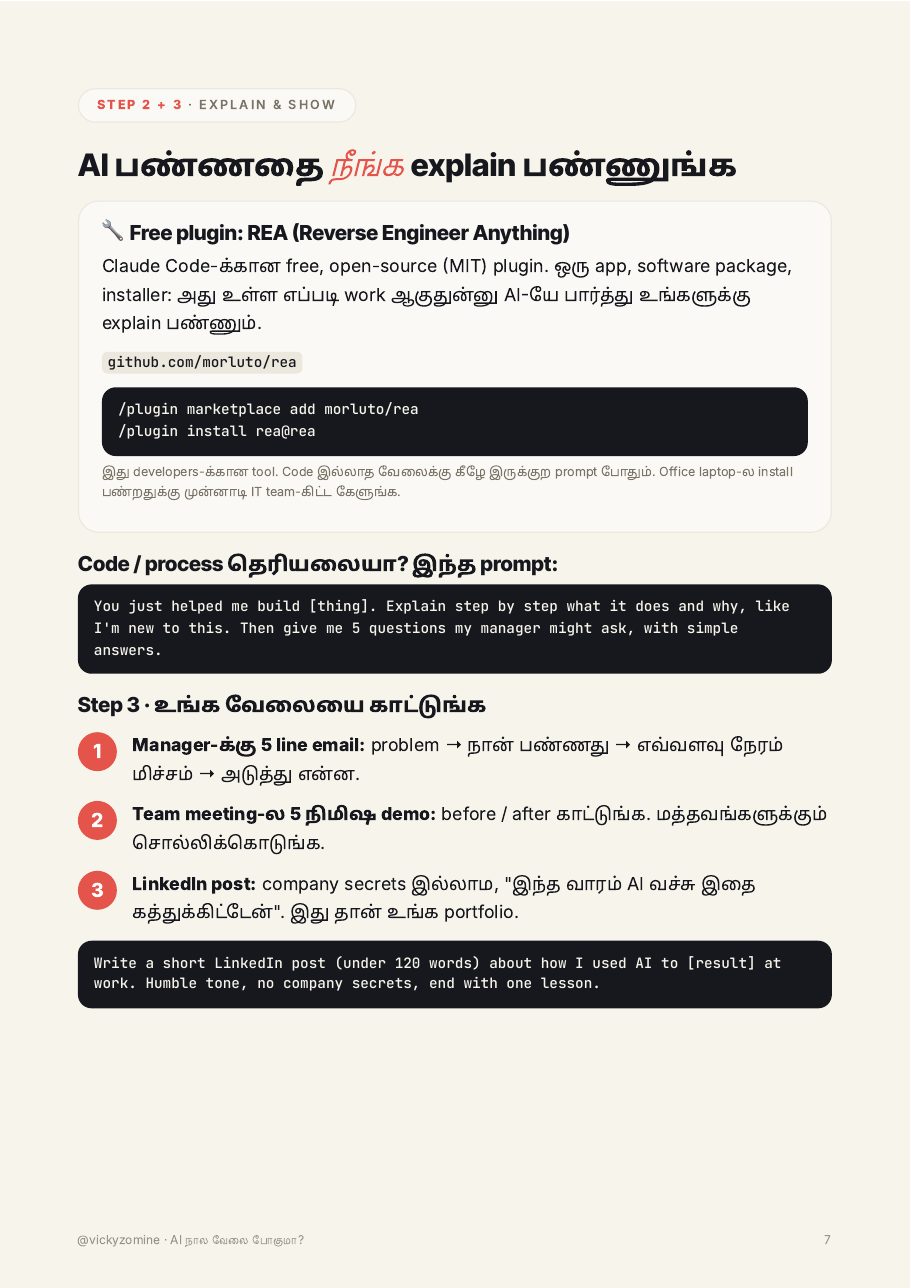 STEP 2 + 3 · EXPLAIN & SHOW
AI பண்ணதை நீங்க explain பண்ணுங்க
🔧 Free plugin: REA (Reverse Engineer Anything)
Claude Code-க்கான free, open-source (MIT) plugin. ஒரு app, software package,
installer: அது உள்ள எப்படி work ஆகுதுன்னு AI-யே பார்த்து உங்களுக்கு
explain பண்ணும்.
github.com/morluto/rea
/plugin marketplace add morluto/rea
/plugin install rea@rea
இது developers-க்கான tool. Code இல்லாத வேலைக்கு கீழே இருக்குற prompt போதும். Office laptop-ல install
பண்றதுக்கு முன்னாடி IT team-கிட்ட கேளுங்க.
Code / process தெரியலையா? இந்த prompt:
You just helped me build [thing]. Explain step by step what it does and why, like
I'm new to this. Then give me 5 questions my manager might ask, with simple
answers.
Step 3 · உங்க வேலையை காட்டுங்க
1 Manager-க்கு 5 line email: problem → நான் பண்ணது → எவ்வளவு நேரம்
மிச்சம் → அடுத்து என்ன.
2 Team meeting-ல 5 நிமிஷ demo: before / after காட்டுங்க. மத்தவங்களுக்கும்
சொல்லிக்கொடுங்க.
3 LinkedIn post: company secrets இல்லாம, "இந்த வாரம் AI வச்சு இதை
கத்துக்கிட்டேன்". இது தான் உங்க portfolio.
Write a short LinkedIn post (under 120 words) about how I used AI to [result] at
work. Humble tone, no company secrets, end with one lesson.
@vickyzomine · AI நால வேலை போகுமா?
7